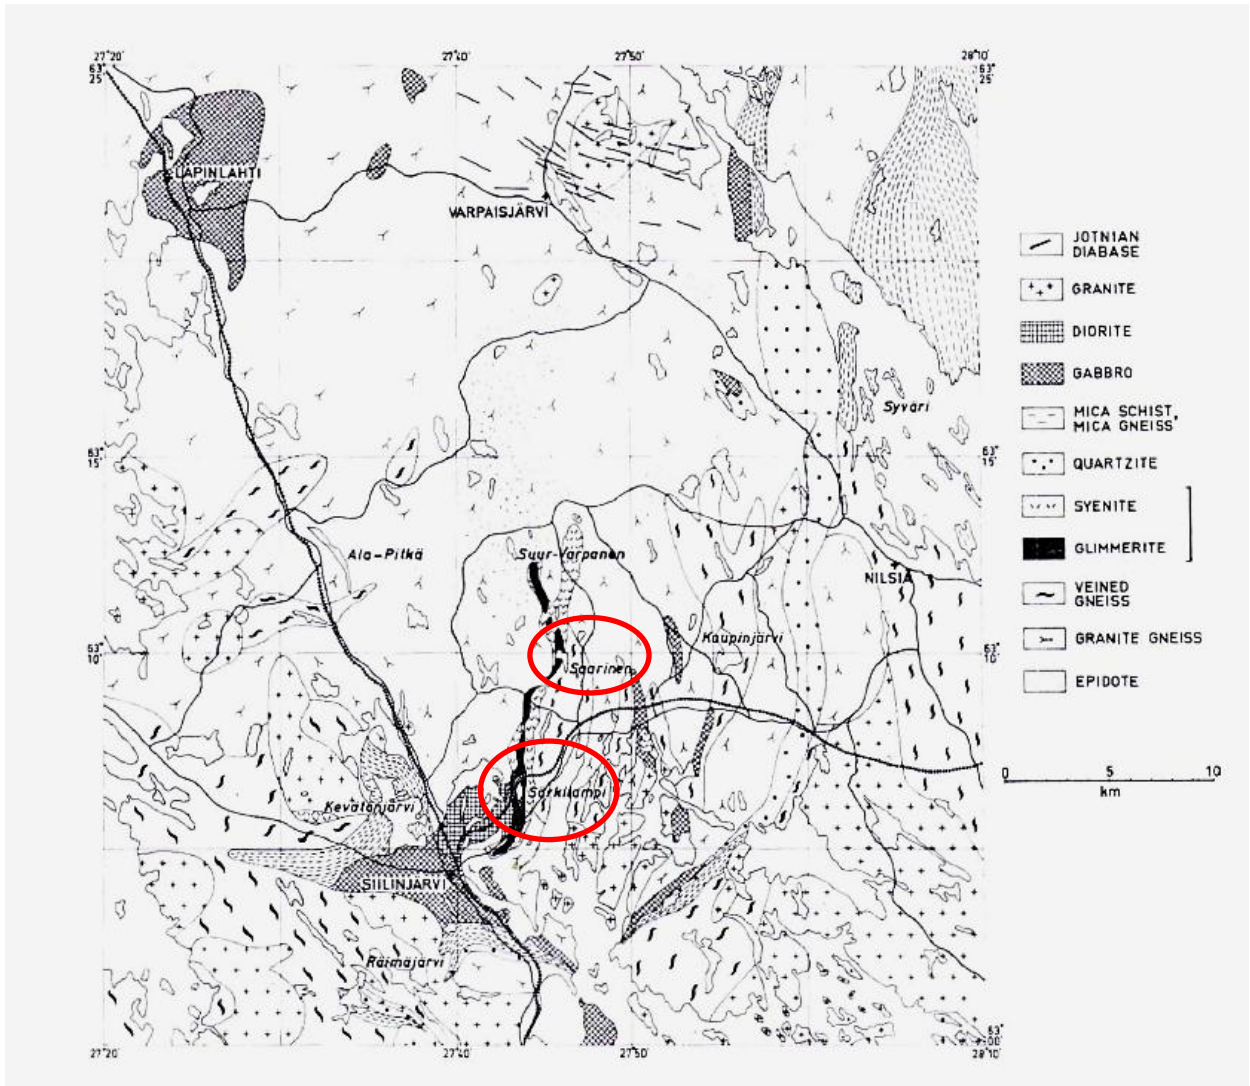 27°20'
27°40'
27°50'
28°10'
63°
25'
63°
25'
LAPINLAHTI
VARPAISJÄRVI
JOTNIAN
DIABASE
GRANITE
DIORITE
GABBRO
MICA SCHIST,
MICA GNEISS
QUARTZITE
SYENITE
GLIMMERITE
VEINED
GNEISS
GRANITE GNEISS
EPIDOTE
Syväri
63°
15'
63°
15'
Ala-Pitkä
Suur-Varpanen
NILSIÄ
Kaupinjärvi
63°
10'
63°
10'
Saarinen
0 5 10
km
Kevätönjärvi
Särkilampi
SIILINJÄRVI
Räimäjärvi
63°
00'
27°20'
27°40'
27°50'
28°10'